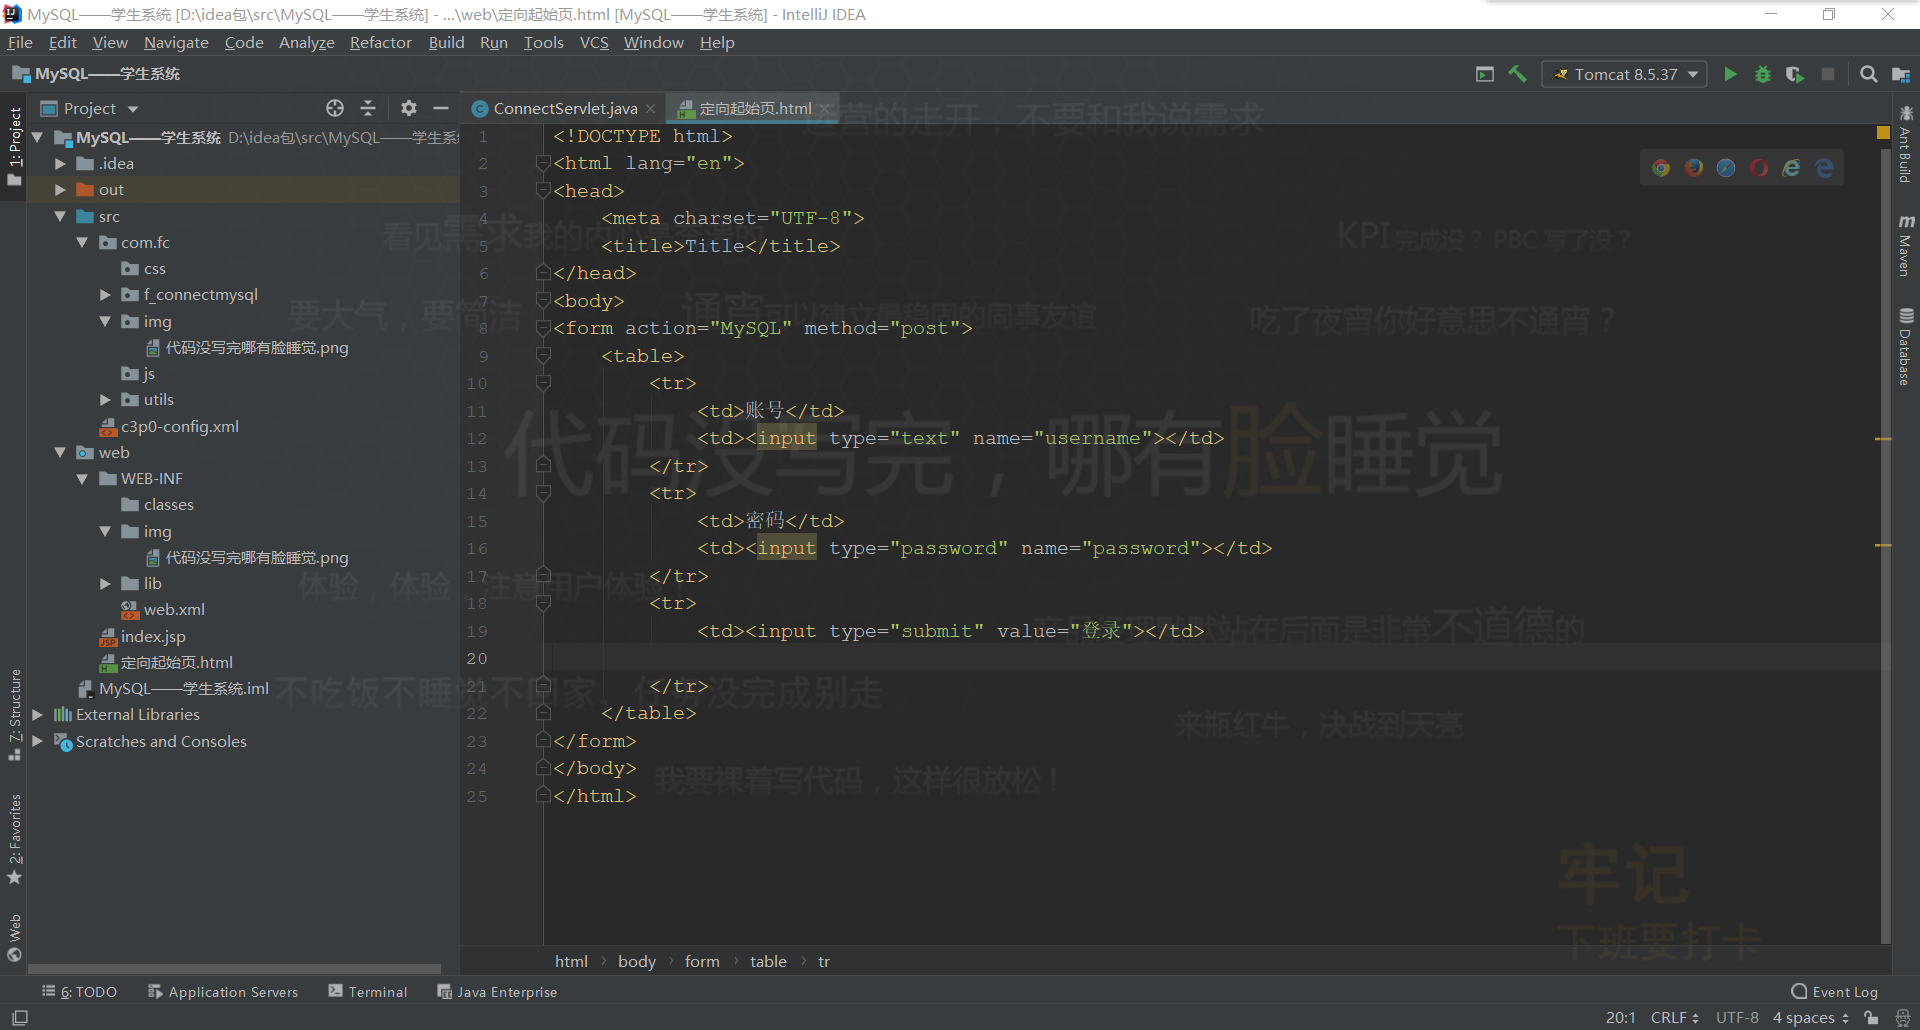 MySQL——学生系统 [D:\idea包\src\MySQL——学生系统] - ...\web\定向起始页.html [MySQL——学生系统] - IntelliJ IDEA
File Edit View Navigate Code Analyze Refactor Build Run Tools VCS Window Help
MySQL——学生系统
Tomcat 8.5.37
Project
ConnectServlet.java
定向起始页.html
1: Project
MySQL——学生系统 D:\idea包\src\MySQL——学生系
.idea
out
src
com.fc
css
f_connectmysql
img
代码没写完哪有脸睡觉.png
js
utils
c3p0-config.xml
web
WEB-INF
classes
img
代码没写完哪有脸睡觉.png
lib
web.xml
index.jsp
定向起始页.html
MySQL——学生系统.iml
External Libraries
Scratches and Consoles
Z: Structure
2: Favorites
Web
1 <!DOCTYPE html>
2 <html lang="en">
3 <head>
4 <meta charset="UTF-8">
5 <title>Title</title>
6 </head>
7 <body>
8 <form action="MySQL" method="post">
9 <table>
10 <tr>
11 <td>账号</td>
12 <td><input type="text" name="username"></td>
13 </tr>
14 <tr>
15 <td>密码</td>
16 <td><input type="password" name="password"></td>
17 </tr>
18 <tr>
19 <td><input type="submit" value="登录"></td>
20
21 </tr>
22 </table>
23 </form>
24 </body>
25 </html>
运营的走开，不要和我说需求
看见需求我的内心是
KPI 完成没？ PBC 写了没？
要大气，要简洁
通宵可以建立最稳固的同事友谊
吃了夜宵你好意思不通宵？
代码没写完，哪有脸睡觉
体验，体验，注意用户体验
站在后面是非常不道德的
不吃饭不睡觉不回家，任务没完成别走
来瓶红牛，决战到天亮
我要裸着写代码，这样很放松！
牢记
下班要打卡
Ant Build
Maven
Database
html body form table tr
6: TODO Application Servers Terminal Java Enterprise
Event Log
20:1 CRLF UTF-8 4 spaces